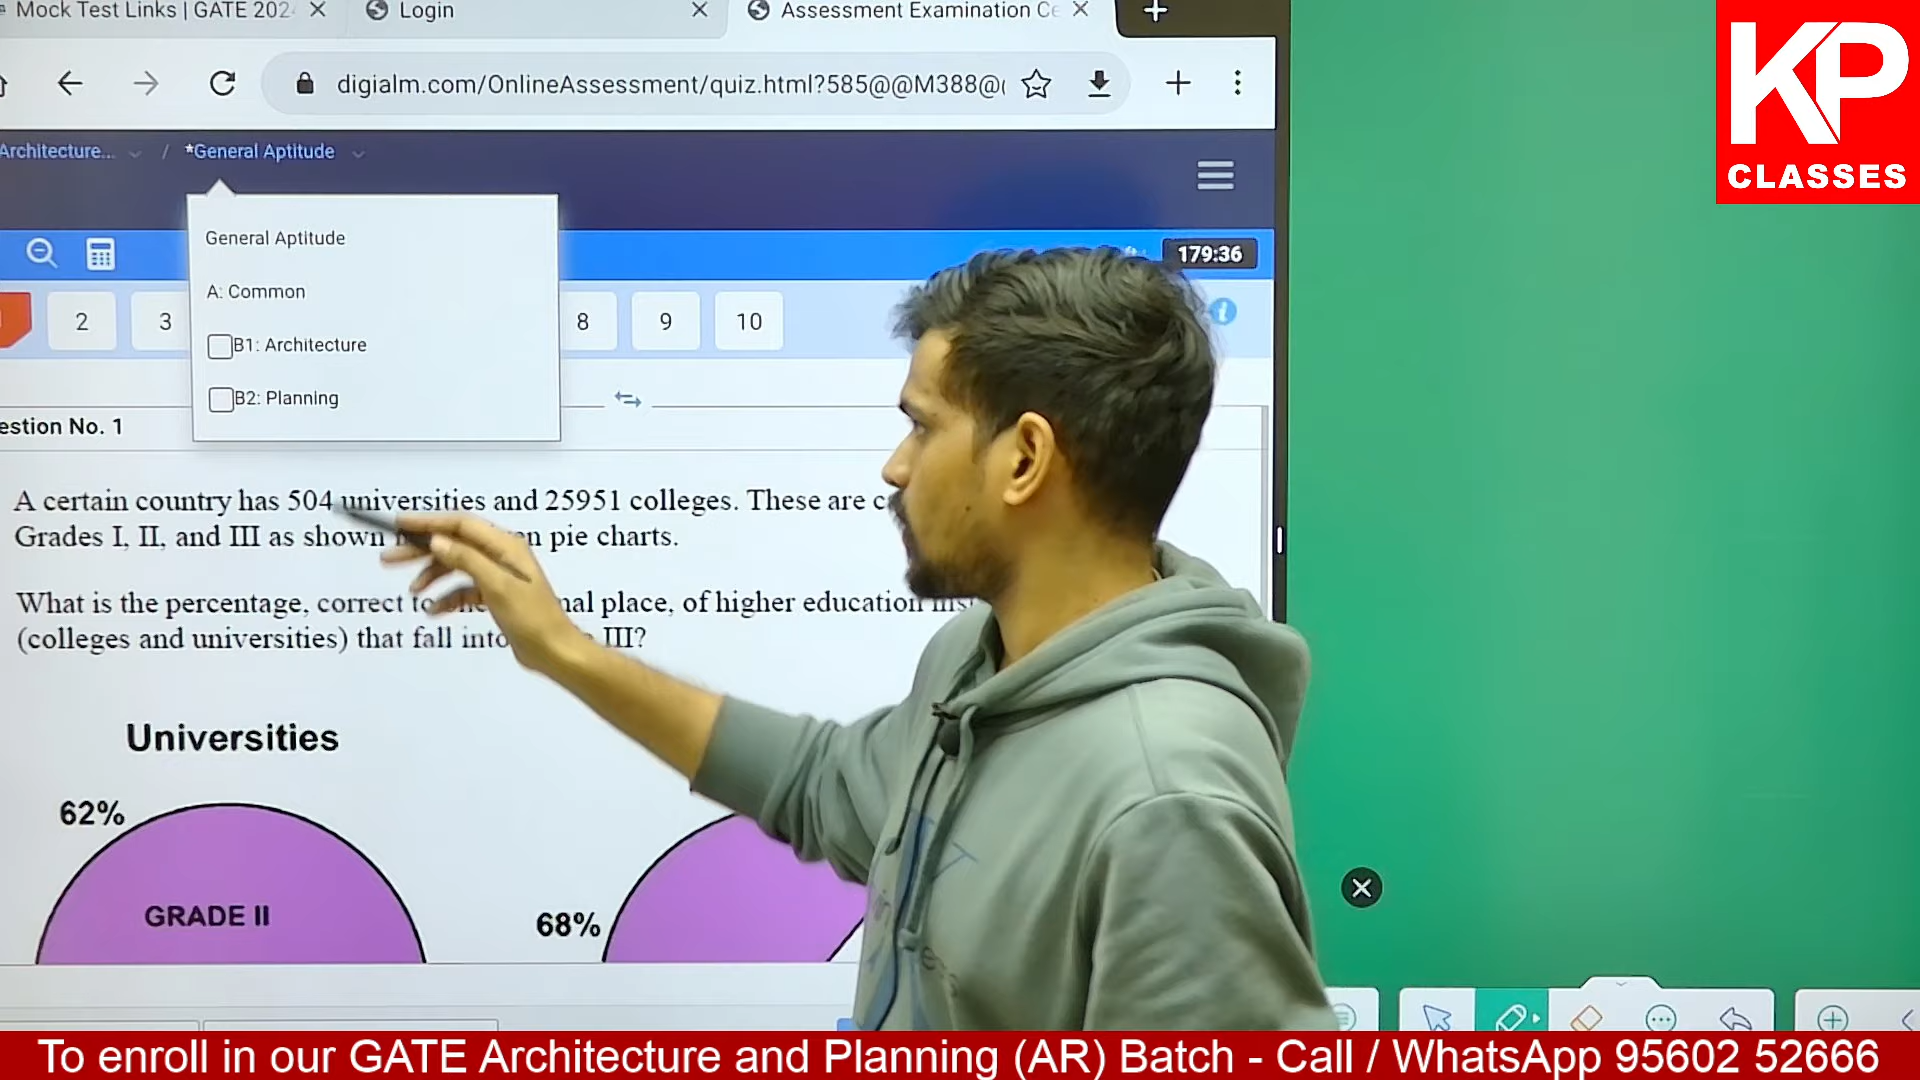 Mock Test Links | GATE 202
Login
Assessment Examination Ce
digialm.com/OnlineAssessment/quiz.html?585@@M388@
KP
CLASSES
Architecture... / *General Aptitude
General Aptitude
A: Common
B1: Architecture
B2: Planning
179:36
2 3 8 9 10
estion No. 1
A certain country has 504 universities and 25951 colleges. These are
Grades I, II, and III as shown pie charts.
What is the percentage, correct to place, of higher education
(colleges and universities) that fall into III?
Universities
62%
GRADE II
68%
To enroll in our GATE Architecture and Planning (AR) Batch - Call / WhatsApp 95602 52666